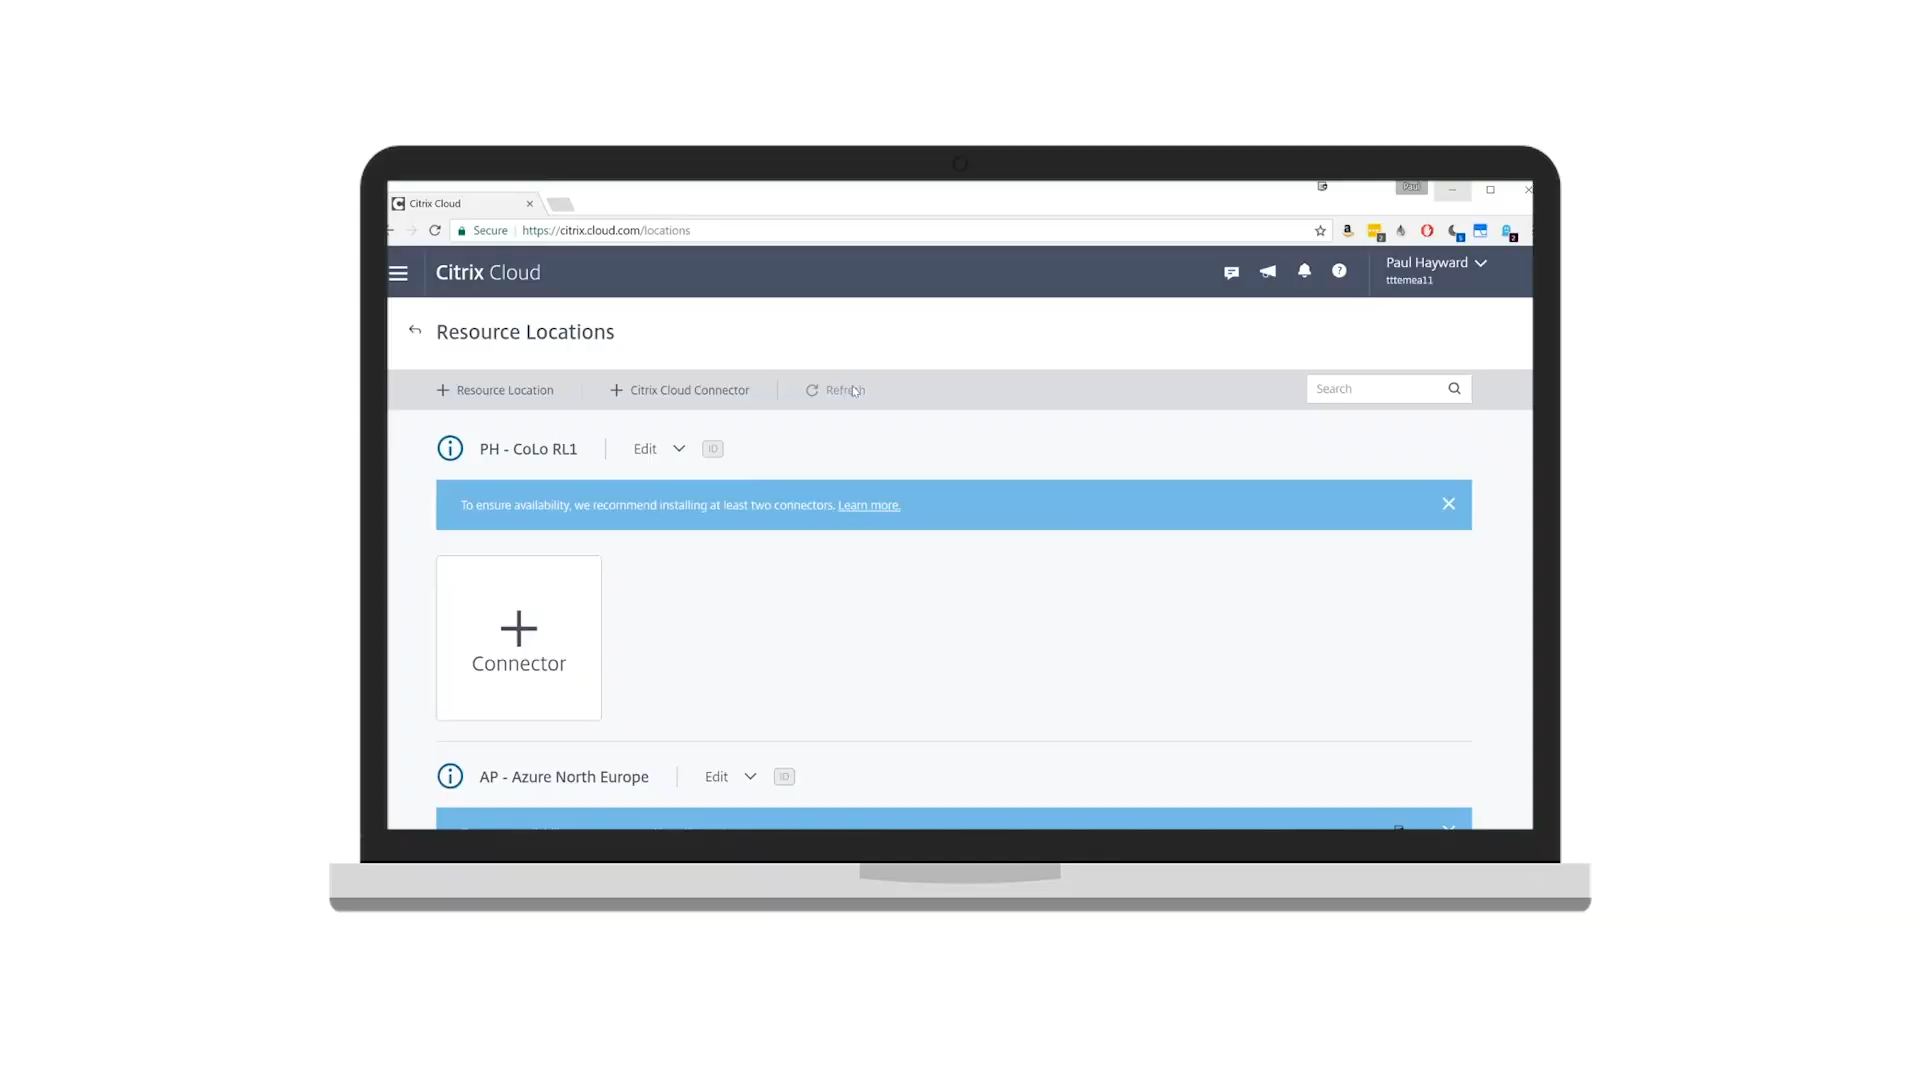 Paul
Citrix Cloud
Secure https://citrix.cloud.com/locations
Citrix Cloud
Paul Hayward
tttemea11
Resource Locations
Resource Location
Citrix Cloud Connector
Refresh
Search
PH - CoLo RL1
Edit
ID
To ensure availability, we recommend installing at least two connectors. Learn more.
Connector
AP - Azure North Europe
Edit
ID